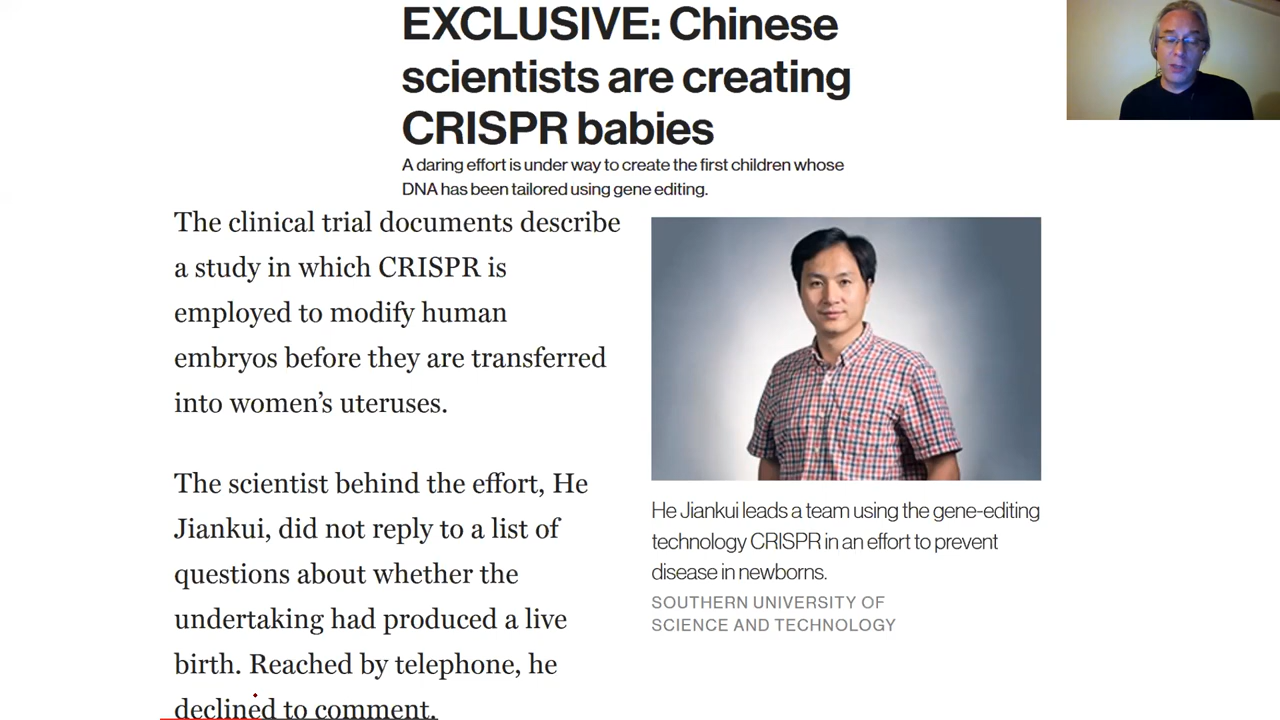 EXCLUSIVE: Chinese
scientists are creating
CRISPR babies
A daring effort is under way to create the first children whose
DNA has been tailored using gene editing.
The clinical trial documents describe
a study in which CRISPR is
employed to modify human
embryos before they are transferred
into women’s uteruses.
The scientist behind the effort, He
Jiankui, did not reply to a list of
questions about whether the
undertaking had produced a live
birth. Reached by telephone, he
declined to comment.
He Jiankui leads a team using the gene-editing
technology CRISPR in an effort to prevent
disease in newborns.
SOUTHERN UNIVERSITY OF
SCIENCE AND TECHNOLOGY